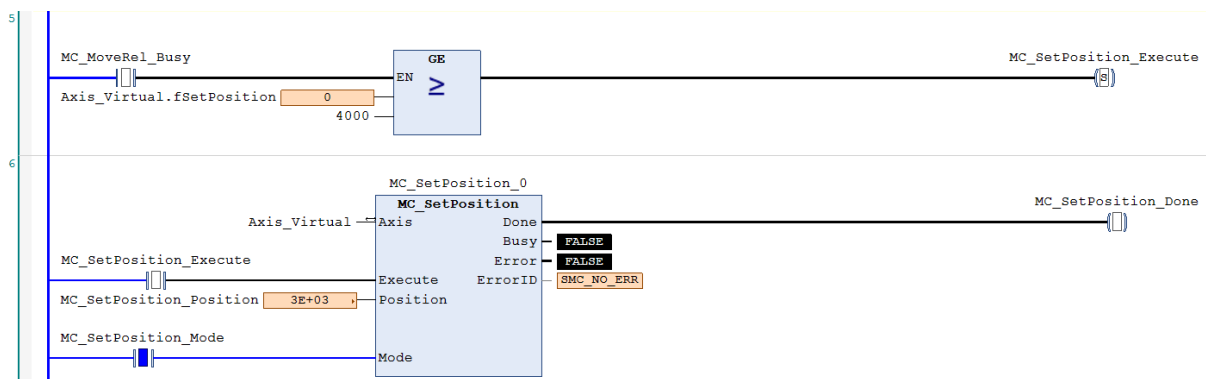 5
MC_MoveRel_Busy
GE
MC_SetPosition_Execute
EN
≥
S
Axis_Virtual.fSetPosition 0
4000
6
MC_SetPosition_0
MC_SetPosition
MC_SetPosition_Done
Axis_Virtual Axis Done
Busy FALSE
Error FALSE
MC_SetPosition_Execute
Execute ErrorID SMC_NO_ERR
MC_SetPosition_Position 3E+03 Position
MC_SetPosition_Mode
Mode